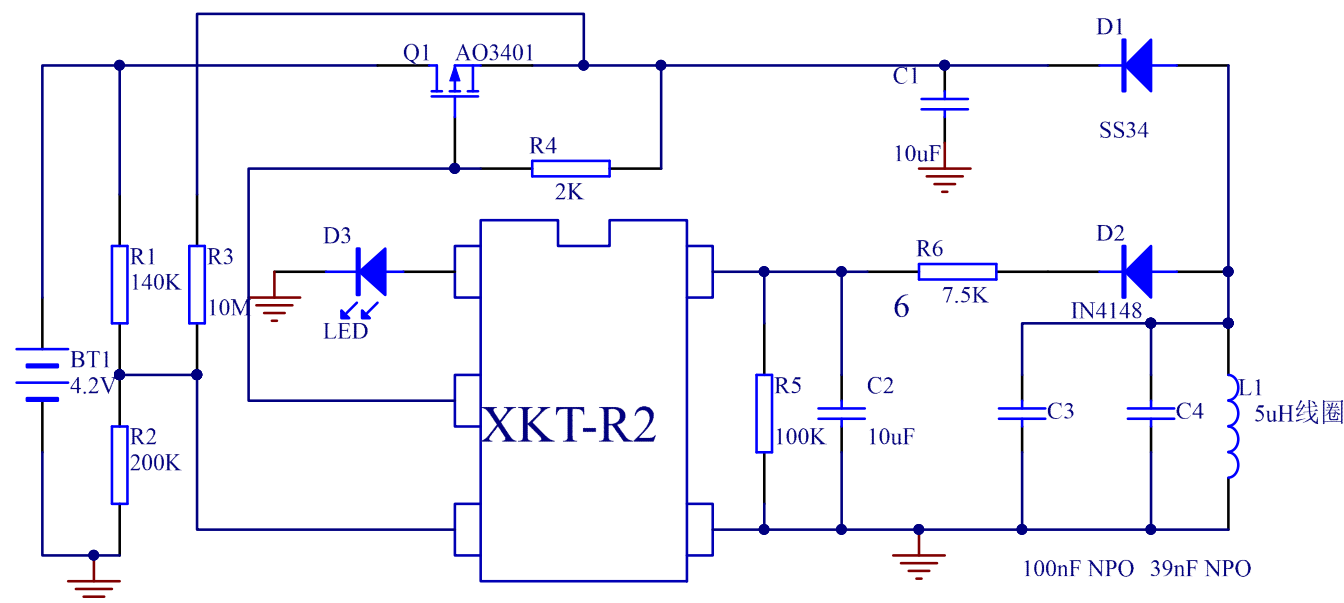 Q1
AO3401
D1
C1
SS34
10uF
R4
2K
D3
LED
R1
140K
R3
10M
D2
IN4148
R6
7.5K
6
BT1
4.2V
R2
200K
XKT-R2
R5
100K
C2
10uF
C3
C4
L1
5uH线圈
100nF NPO
39nF NPO